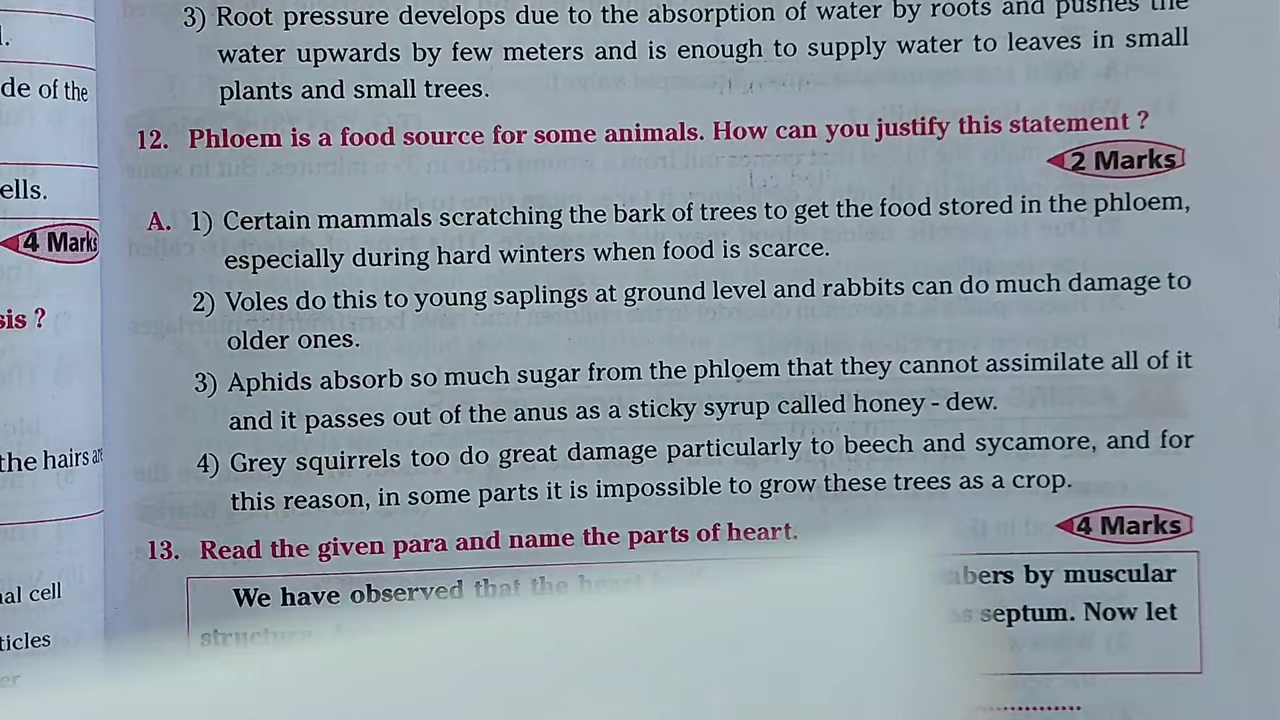 l.
de of the
ells.
4 Marks
sis ?
the hairs are
nal cell
ticles
er
3) Root pressure develops due to the absorption of water by roots and pushes the
water upwards by few meters and is enough to supply water to leaves in small
plants and small trees.
12. Phloem is a food source for some animals. How can you justify this statement ?
2 Marks
A. 1) Certain mammals scratching the bark of trees to get the food stored in the phloem,
especially during hard winters when food is scarce.
2) Voles do this to young saplings at ground level and rabbits can do much damage to
older ones.
3) Aphids absorb so much sugar from the phloem that they cannot assimilate all of it
and it passes out of the anus as a sticky syrup called honey - dew.
4) Grey squirrels too do great damage particularly to beech and sycamore, and for
this reason, in some parts it is impossible to grow these trees as a crop.
13. Read the given para and name the parts of heart.
4 Marks
We have observed that the heart bers by muscular
structure septum. Now let